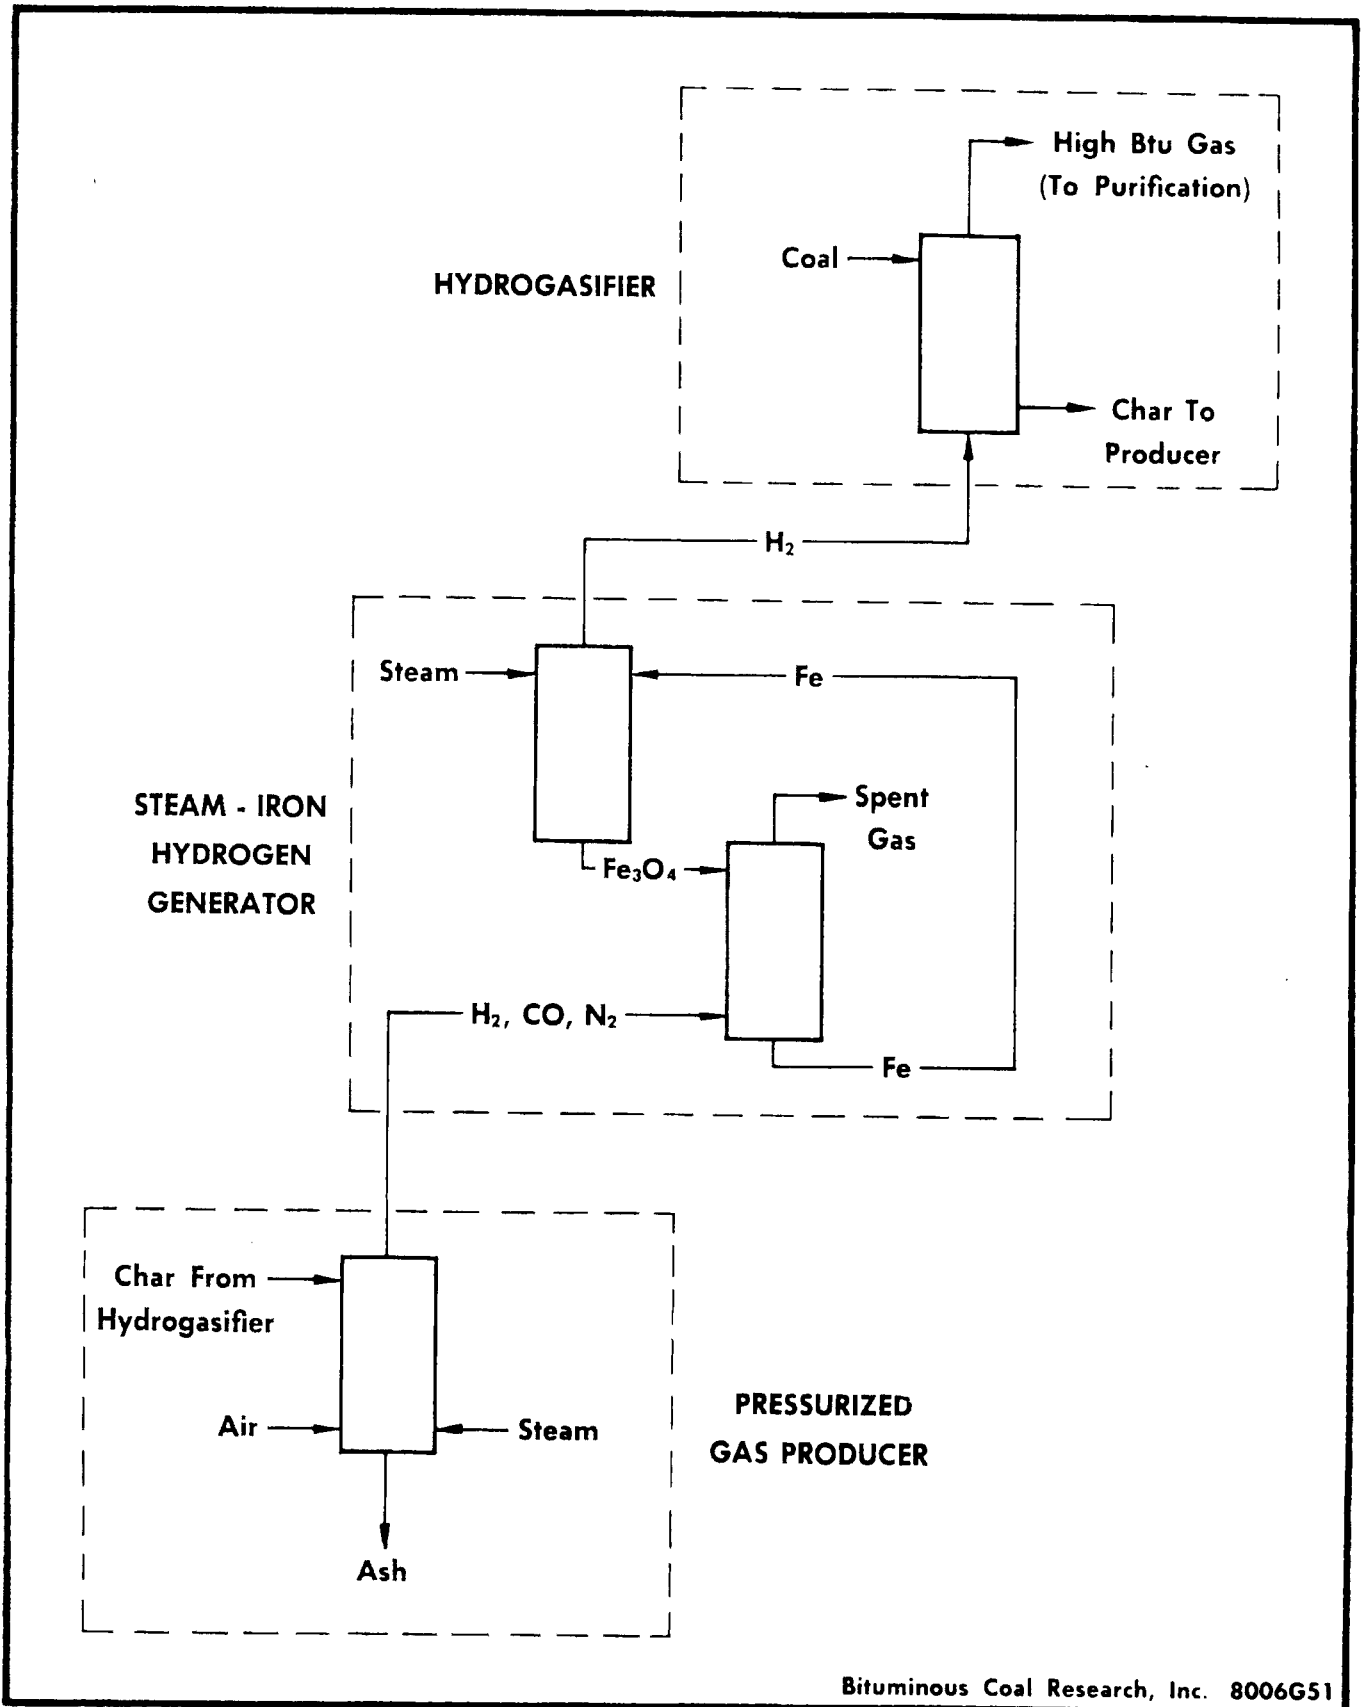 High Btu Gas
(To Purification)
Coal
HYDROGASIFIER
Char To
Producer
H₂
Steam
Fe
STEAM - IRON
HYDROGEN
GENERATOR
Spent
Gas
Fe₃O₄
H₂, CO, N₂
Fe
Char From
Hydrogasifier
Air
Steam
PRESSURIZED
GAS PRODUCER
Ash
Bituminous Coal Research, Inc. 8006G51